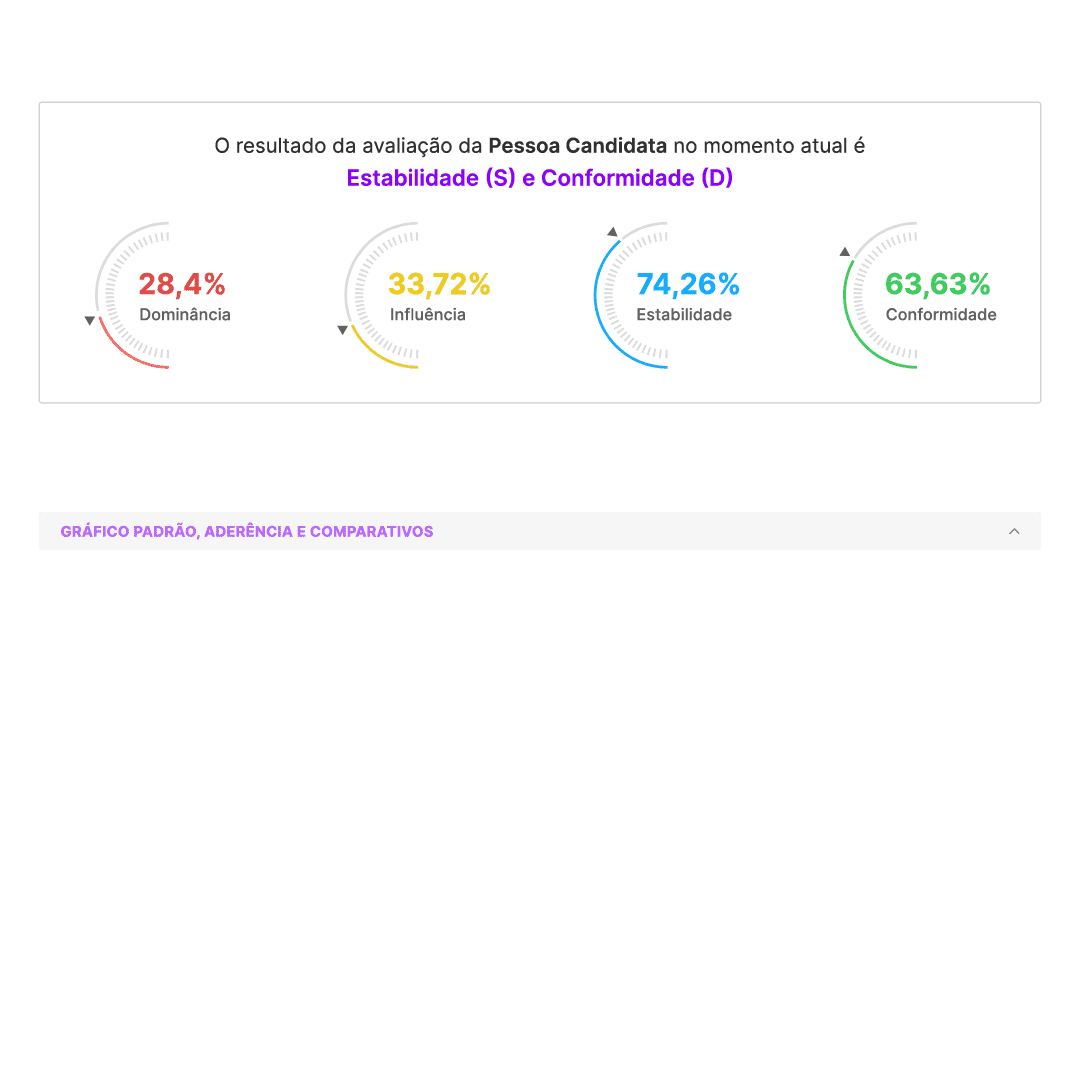 O resultado da avaliação da Pessoa Candidata no momento atual é
Estabilidade (S) e Conformidade (D)
28,4%
Dominância
33,72%
Influência
74,26%
Estabilidade
63,63%
Conformidade
GRÁFICO PADRÃO, ADERÊNCIA E COMPARATIVOS